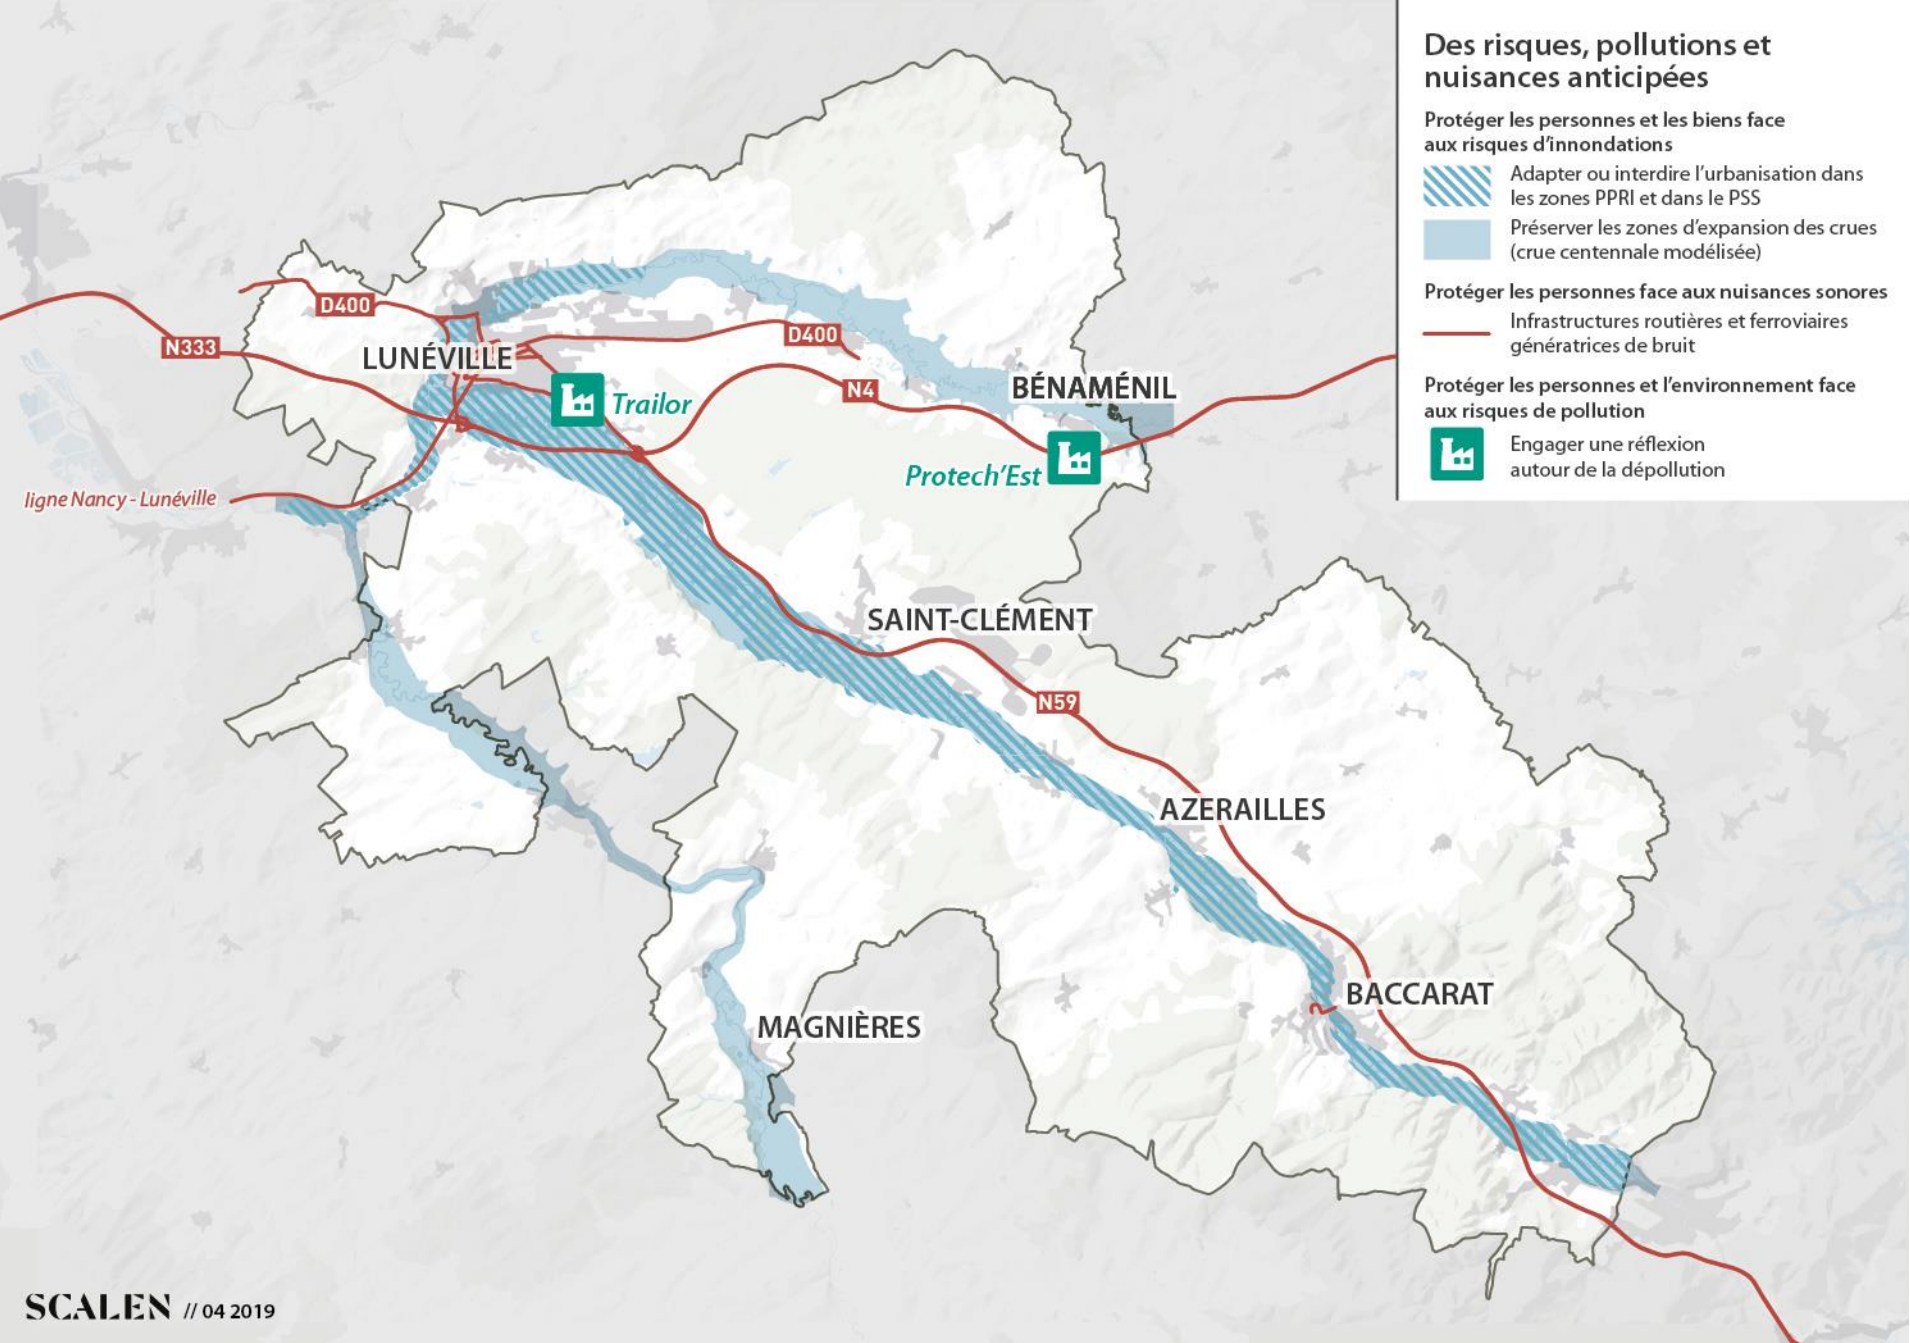 Des risques, pollutions et
nuisances anticipées
Protéger les personnes et les biens face
aux risques d'innondations
Adapter ou interdire l'urbanisation dans
les zones PPRI et dans le PSS
Préserver les zones d'expansion des crues
(crue centennale modélisée)
Protéger les personnes face aux nuisances sonores
Infrastructures routières et ferroviaires
génératrices de bruit
Protéger les personnes et l'environnement face
aux risques de pollution
Engager une réflexion
autour de la dépollution
D400
N333
D400
LUNÉVILLE
N4
BÉNAMÉNIL
Trailor
Protech'Est
ligne Nancy - Lunéville
SAINT-CLÉMENT
N59
AZERAILLES
BACCARAT
MAGNIÈRES
SCALEN // 04 2019